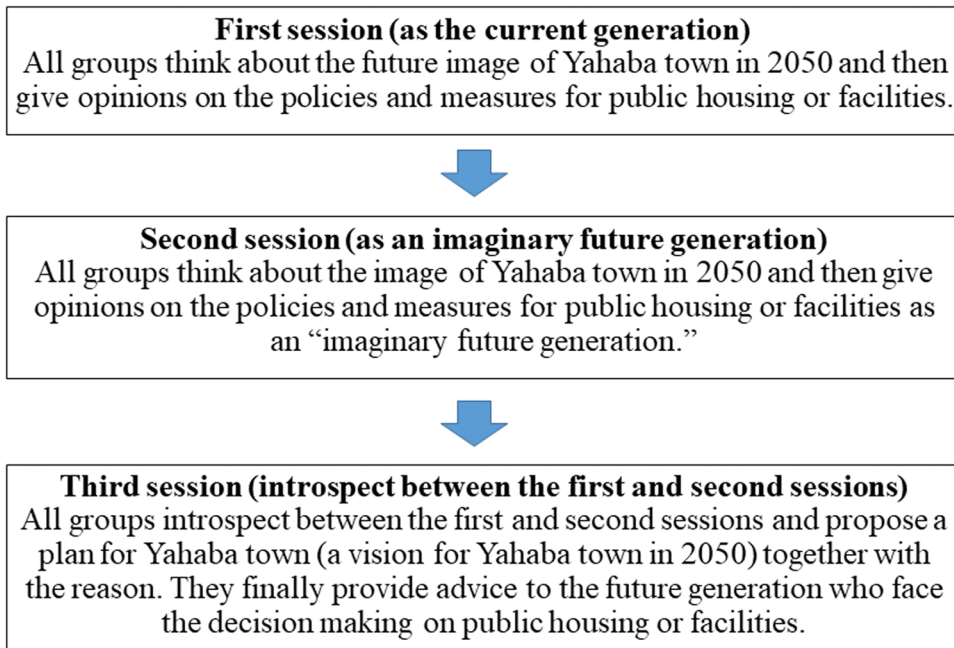 First session (as the current generation)
All groups think about the future image of Yahaba town in 2050 and then
give opinions on the policies and measures for public housing or facilities.
Second session (as an imaginary future generation)
All groups think about the image of Yahaba town in 2050 and then give
opinions on the policies and measures for public housing or facilities as
an “imaginary future generation.”
Third session (introspect between the first and second sessions)
All groups introspect between the first and second sessions and propose a
plan for Yahaba town (a vision for Yahaba town in 2050) together with
the reason. They finally provide advice to the future generation who face
the decision making on public housing or facilities.